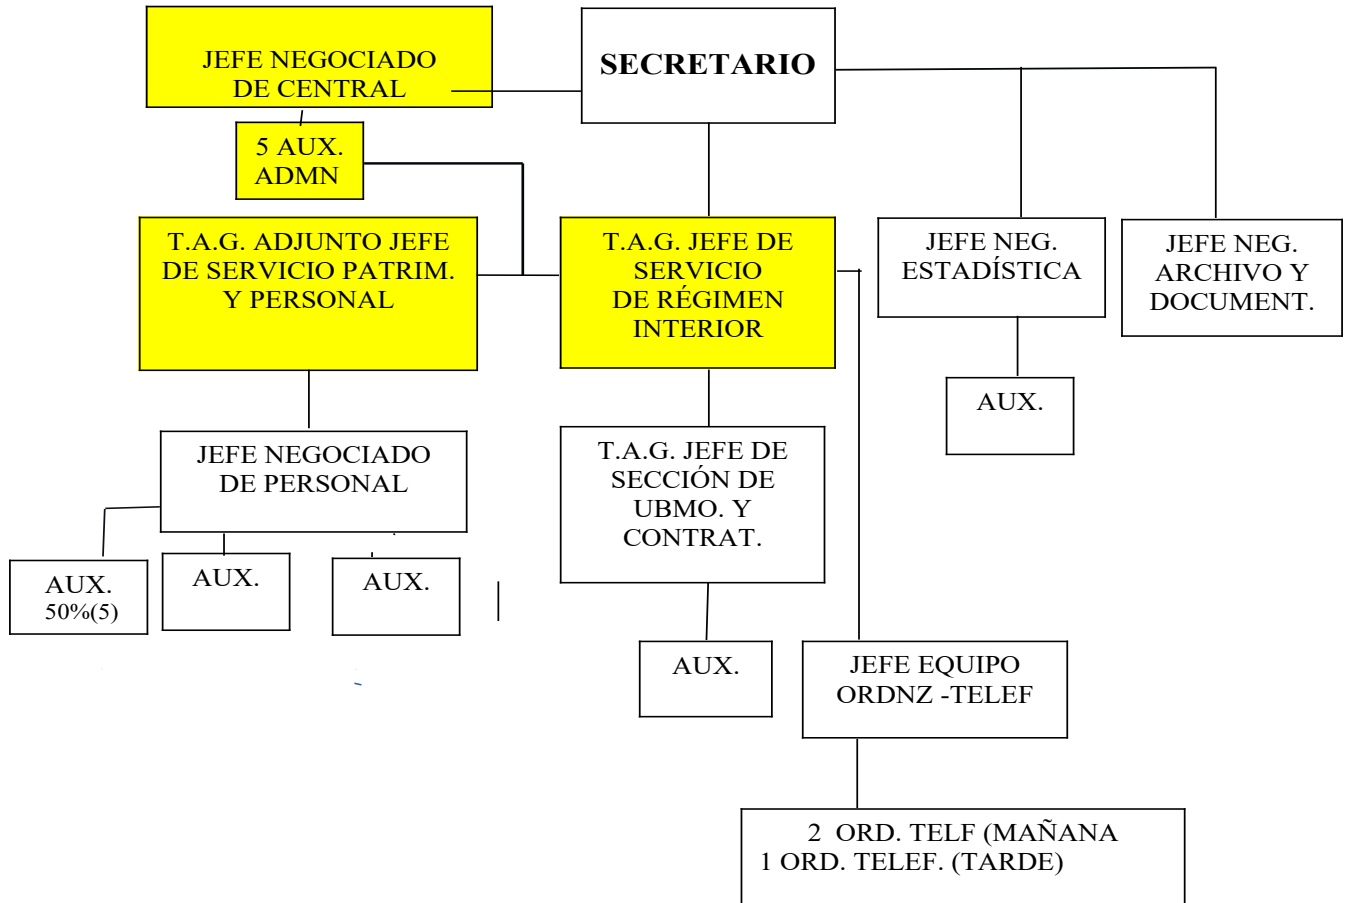 JEFE NEGOCIADO
DE CENTRAL
SECRETARIO
5 AUX.
ADMN
T.A.G. ADJUNTO JEFE
DE SERVICIO PATRIM.
Y PERSONAL
T.A.G. JEFE DE
SERVICIO
DE RÉGIMEN
INTERIOR
JEFE NEG.
ESTADÍSTICA
JEFE NEG.
ARCHIVO Y
DOCUMENT.
AUX.
JEFE NEGOCIADO
DE PERSONAL
T.A.G. JEFE DE
SECCIÓN DE
UBMO. Y
CONTRAT.
AUX.
50%(5)
AUX.
AUX.
AUX.
JEFE EQUIPO
ORDNZ -TELEF
2 ORD. TELF (MAÑANA
1 ORD. TELEF. (TARDE)